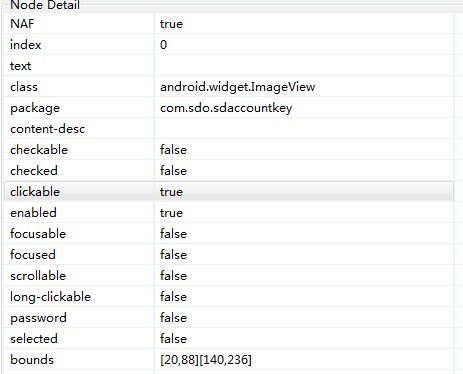 Node Detail
NAF true
index 0
text
class android.widget.ImageView
package com.sdo.sdaccountkey
content-desc
checkable false
checked false
clickable true
enabled true
focusable false
focused false
scrollable false
long-clickable false
password false
selected false
bounds [20,88][140,236]